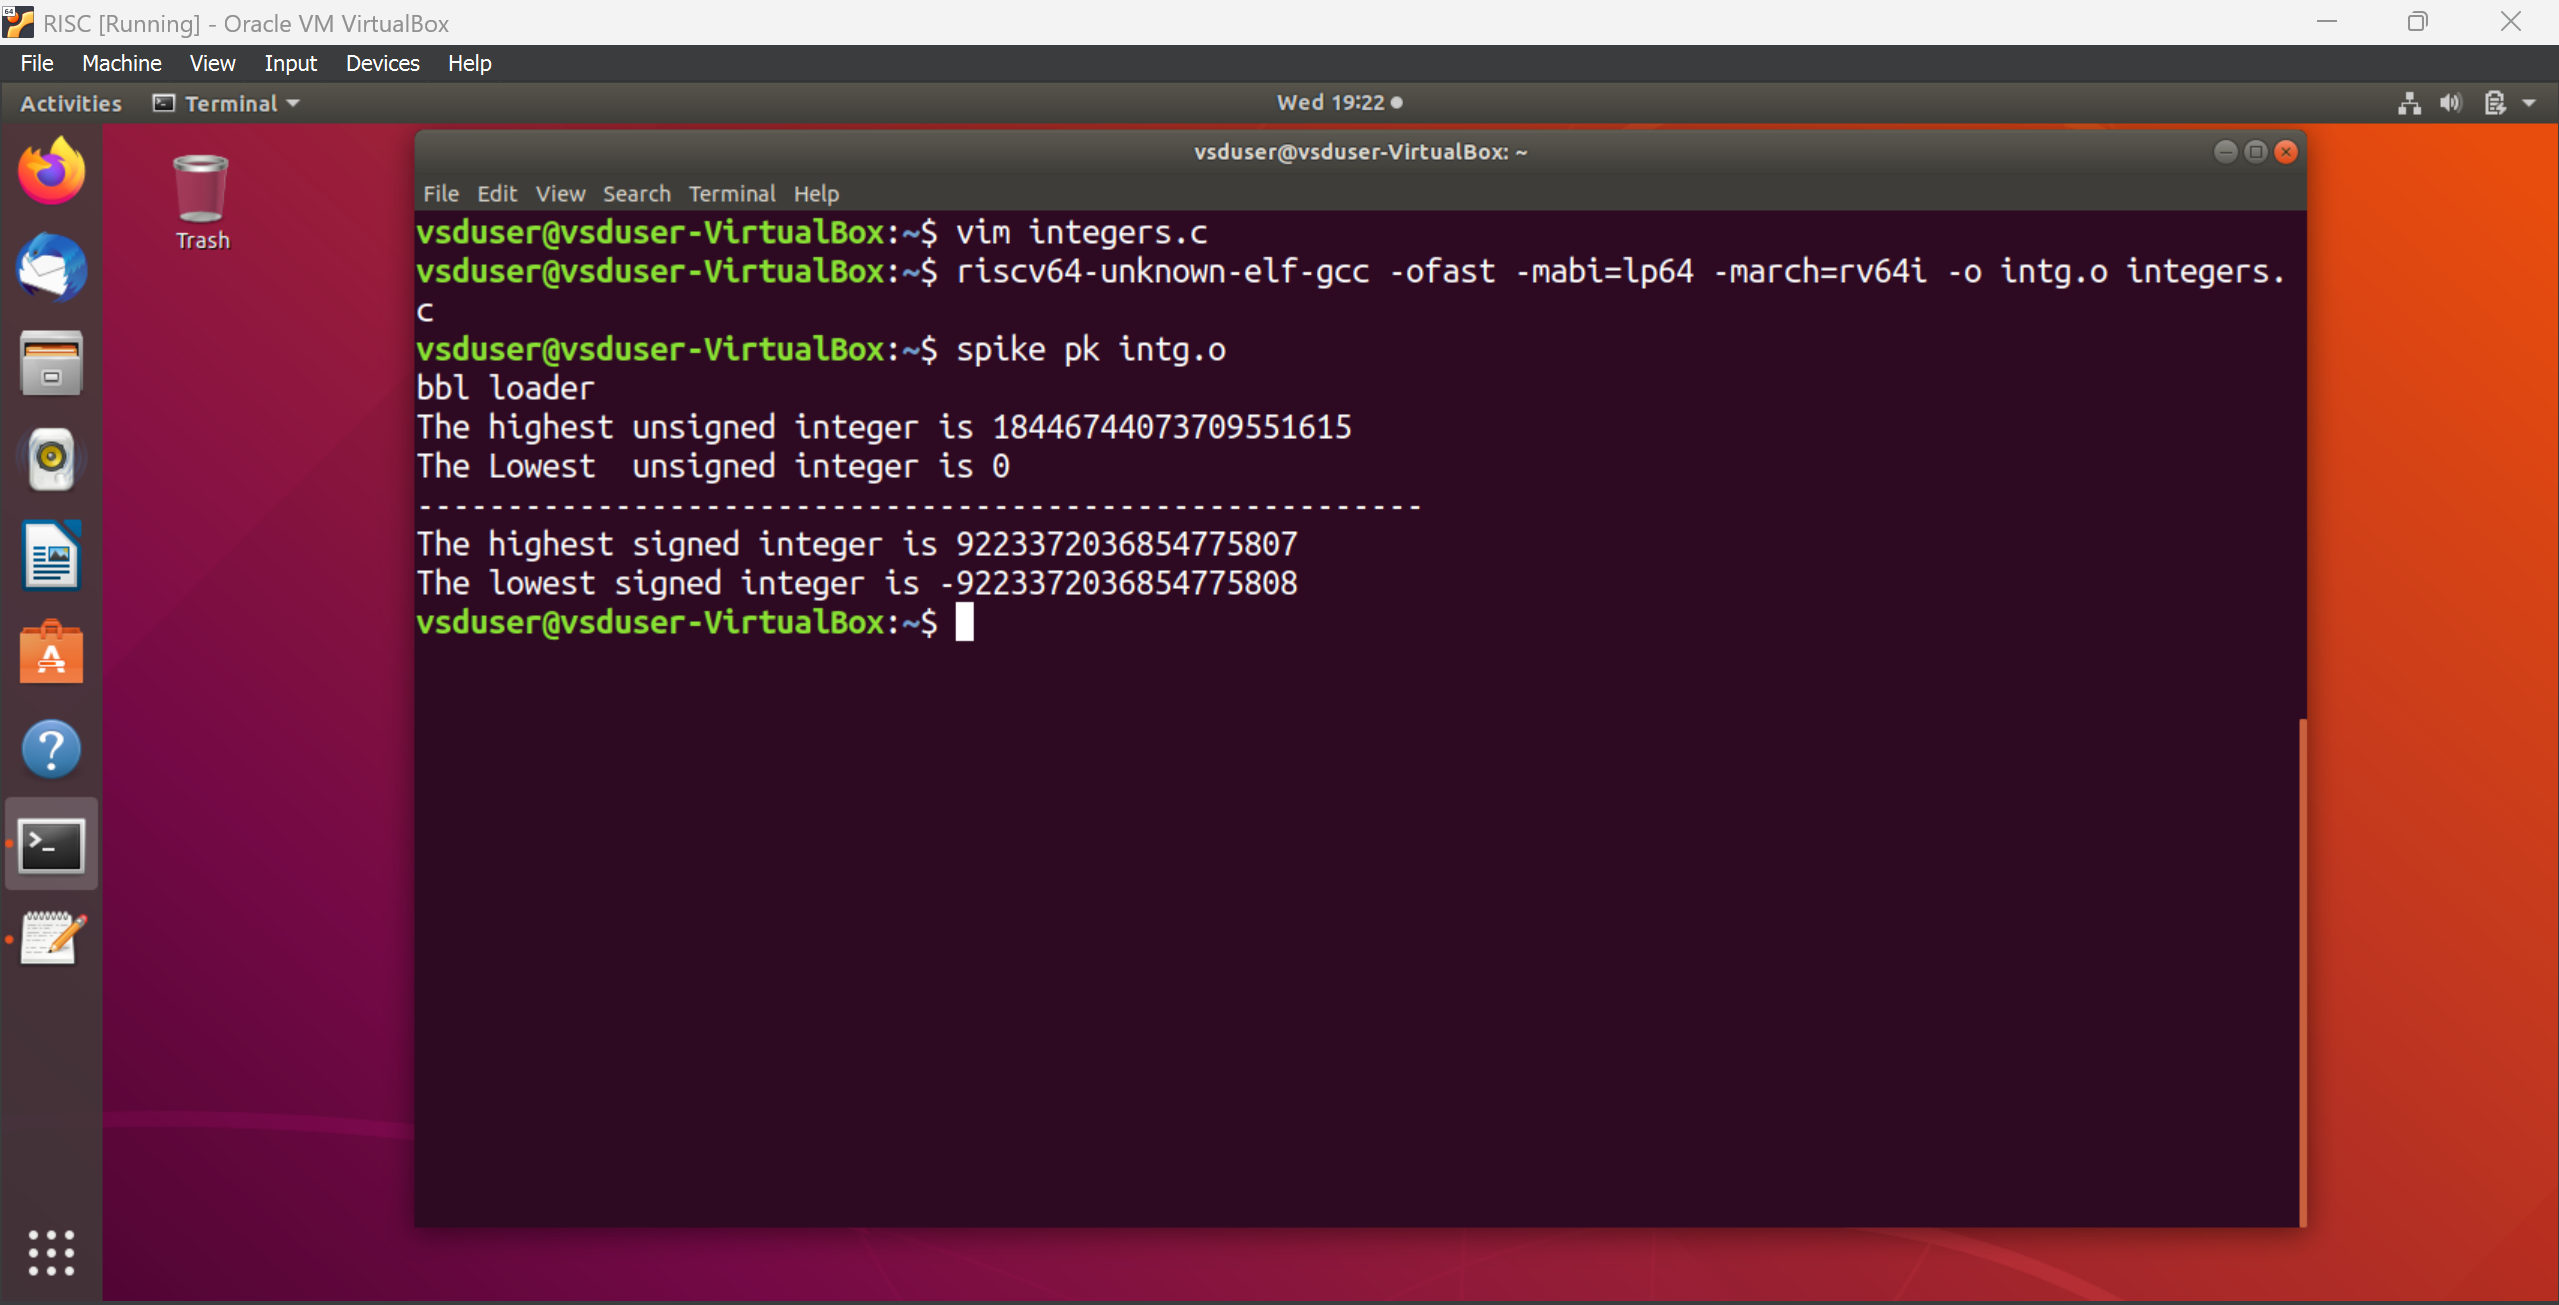 64
RISC [Running] - Oracle VM VirtualBox
File Machine View Input Devices Help
Activities Terminal Wed 19:22
Trash
vsduser@vsduser-VirtualBox: ~
File Edit View Search Terminal Help
vsduser@vsduser-VirtualBox:~$ vim integers.c
vsduser@vsduser-VirtualBox:~$ riscv64-unknown-elf-gcc -ofast -mabi=lp64 -march=rv64i -o intg.o integers.
c
vsduser@vsduser-VirtualBox:~$ spike pk intg.o
bbl loader
The highest unsigned integer is 18446744073709551615
The Lowest  unsigned integer is 0
--------------------------------------------------------
The highest signed integer is 9223372036854775807
The lowest signed integer is -9223372036854775808
vsduser@vsduser-VirtualBox:~$